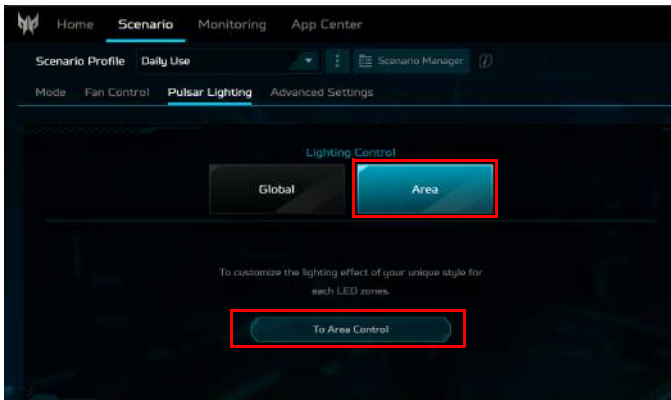 Home Scenario Monitoring App Center
Scenario Profile Daily Use Scenario Manager
Mode Fan Control Pulsar Lighting Advanced Settings
Lighting Control
Global Area
To customize the lighting effect of your unique style for
each LED zones.
To Area Control